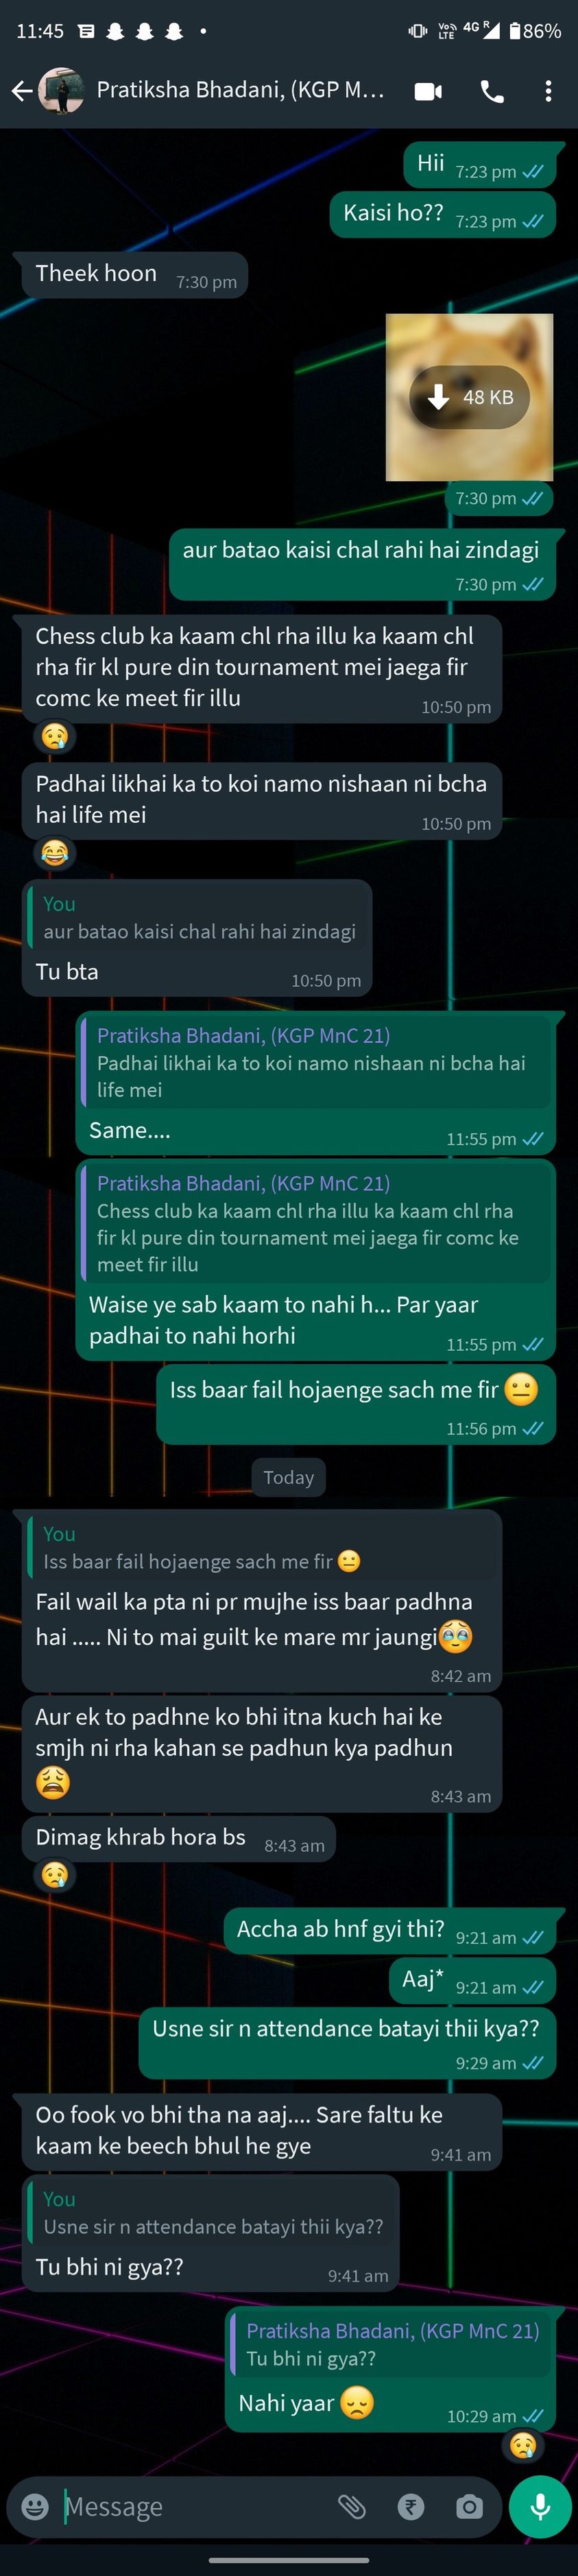 11:45
Vo) LTE 4G R 86%
Pratiksha Bhadani, (KGP M...
Hii 7:23 pm
Kaisi ho?? 7:23 pm
Theek hoon 7:30 pm
48 KB
7:30 pm
aur batao kaisi chal rahi hai zindagi
7:30 pm
Chess club ka kaam chl rha illu ka kaam chl
rha fir kl pure din tournament mei jaega fir
comc ke meet fir illu 10:50 pm
Padhai likhai ka to koi namo nishaan ni bcha
hai life mei 10:50 pm
You
aur batao kaisi chal rahi hai zindagi
Tu bta 10:50 pm
Pratiksha Bhadani, (KGP MnC 21)
Padhai likhai ka to koi namo nishaan ni bcha hai
life mei
Same.... 11:55 pm
Pratiksha Bhadani, (KGP MnC 21)
Chess club ka kaam chl rha illu ka kaam chl rha
fir kl pure din tournament mei jaega fir comc ke
meet fir illu
Waise ye sab kaam to nahi h... Par yaar
padhai to nahi horhi 11:55 pm
Iss baar fail hojaenge sach me fir 😐
11:56 pm
Today
You
Iss baar fail hojaenge sach me fir 😐
Fail wail ka pta ni pr mujhe iss baar padhna
hai ..... Ni to mai guilt ke mare mr jaungi🥹
8:42 am
Aur ek to padhne ko bhi itna kuch hai ke
smjh ni rha kahan se padhun kya padhun
😩 8:43 am
Dimag khrab hora bs 8:43 am
Accha ab hnf gyi thi? 9:21 am
Aaj* 9:21 am
Usne sir n attendance batayi thii kya??
9:29 am
Oo fook vo bhi tha na aaj.... Sare faltu ke
kaam ke beech bhul he gye 9:41 am
You
Usne sir n attendance batayi thii kya??
Tu bhi ni gya?? 9:41 am
Pratiksha Bhadani, (KGP MnC 21)
Tu bhi ni gya??
Nahi yaar 😞 10:29 am
Message